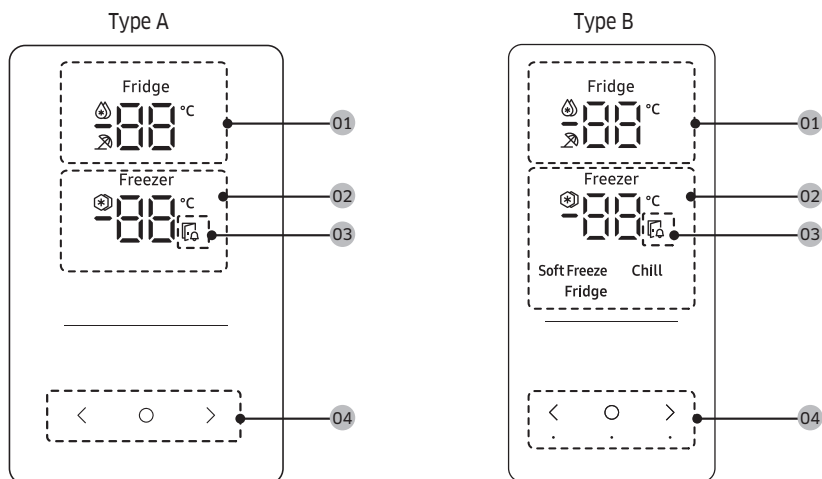 Type A
Fridge
-88 °C
01
Freezer
-88 °C
02
03
< ○ >
04
Type B
Fridge
-88 °C
01
Freezer
-88 °C
02
03
Soft Freeze Chill
Fridge
< ○ >
04